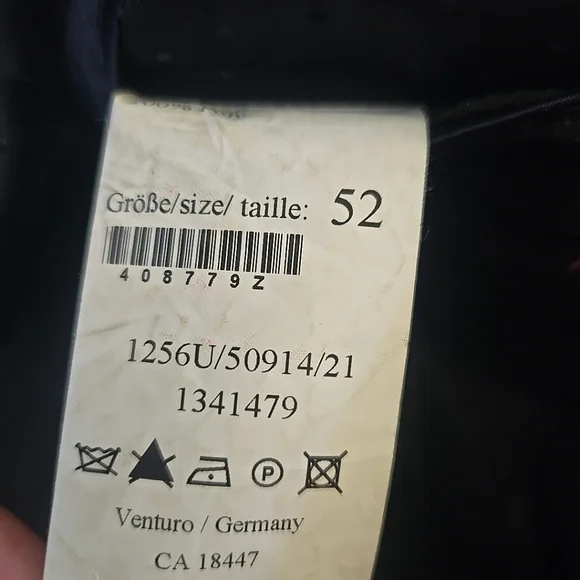 Größe/size/ taille: 52
408779Z
1256U/50914/21
1341479
P
Venturo / Germany
CA 18447